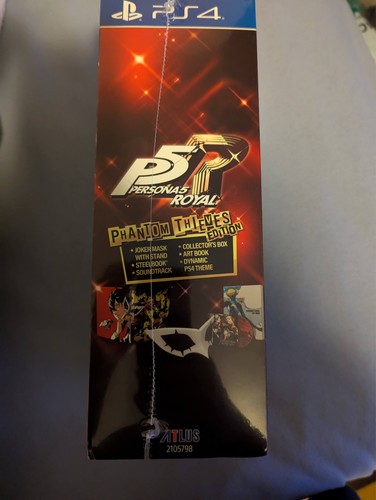 PS4
P5R
PERSONA5
ROYAL
PHANTOM THIEVES
EDITION
• JOKER MASK
WITH STAND
• STEELBOOK
• SOUNDTRACK
• COLLECTOR'S BOX
• ART BOOK
• DYNAMIC
PS4 THEME
ATLUS
210579B